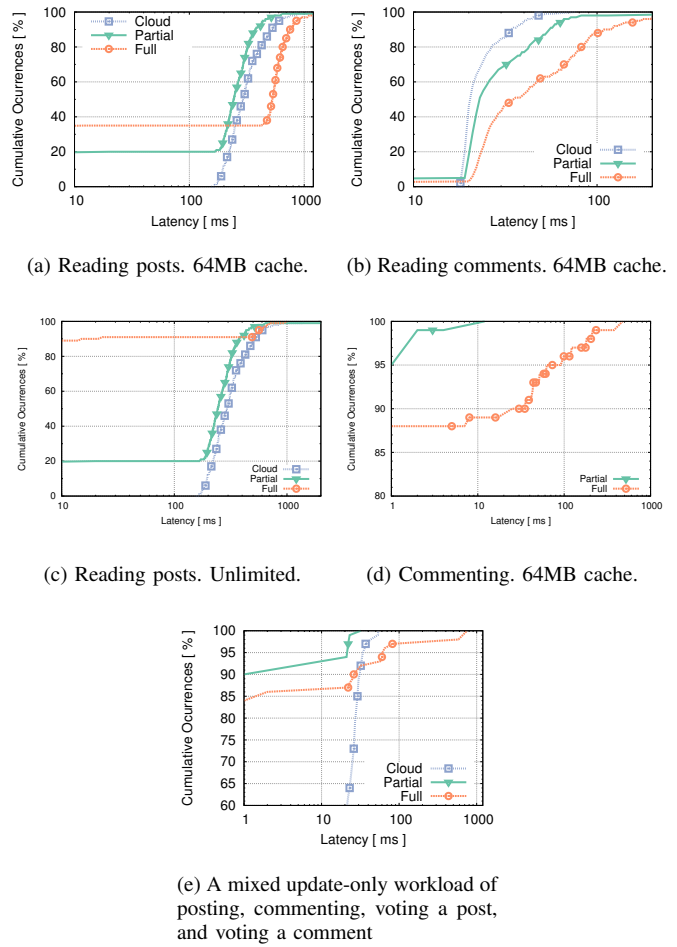 100
80
60
40
20
0
Cumulative Ocurrences [ % ]
Cloud
Partial
Full
10
100
1000
Latency [ ms ]
(a) Reading posts. 64MB cache.
100
80
60
40
20
0
Cumulative Ocurrences [ % ]
Cloud
Partial
Full
10
100
Latency [ ms ]
(b) Reading comments. 64MB cache.
100
80
60
40
20
0
Cumulative Ocurrences [ % ]
Cloud
Partial
Full
10
100
1000
Latency [ ms ]
(c) Reading posts. Unlimited.
100
95
90
85
80
Cumulative Ocurrences [ % ]
Partial
Full
1
10
100
1000
Latency [ ms ]
(d) Commenting. 64MB cache.
100
95
90
85
80
75
70
65
60
Cumulative Ocurrences [ % ]
Cloud
Partial
Full
1
10
100
1000
Latency [ ms ]
(e) A mixed update-only workload of
posting, commenting, voting a post,
and voting a comment